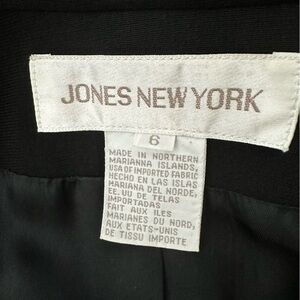 JONES NEW YORK
6
MADE IN NORTHERN
MARIANNA ISLANDS,
USA OF IMPORTED FABRIC
HECHO EN LAS ISLAS
MARIANA DEL NORDE,
EE. UU DE TELAS
IMPORTADAS
FAIT AUX ILES
MARIANES DU NORD,
AUX ETATS-UNIS
DE TISSU IMPORTE